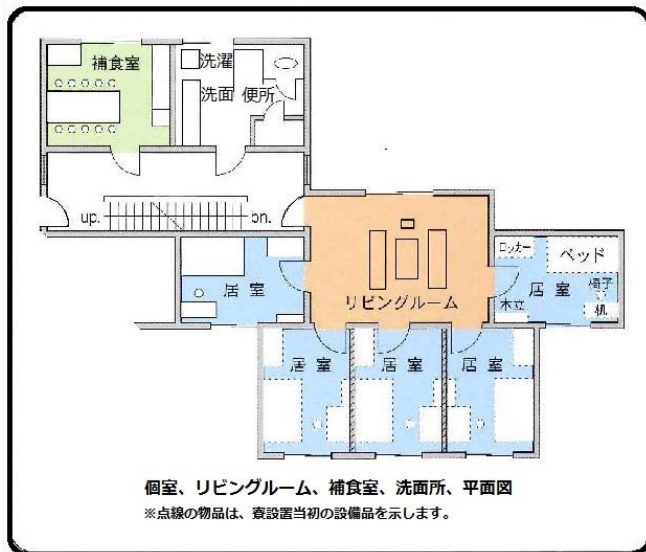 補食室
洗濯
洗面 便所
up.
bn.
リビングルーム
居 室
ロッカー
ベッド
居 室
椅子
机
本立
居 室
居 室
居 室
個室、リビングルーム、補食室、洗面所、平面図
※点線の物品は、寮設置当初の設備品を示します。